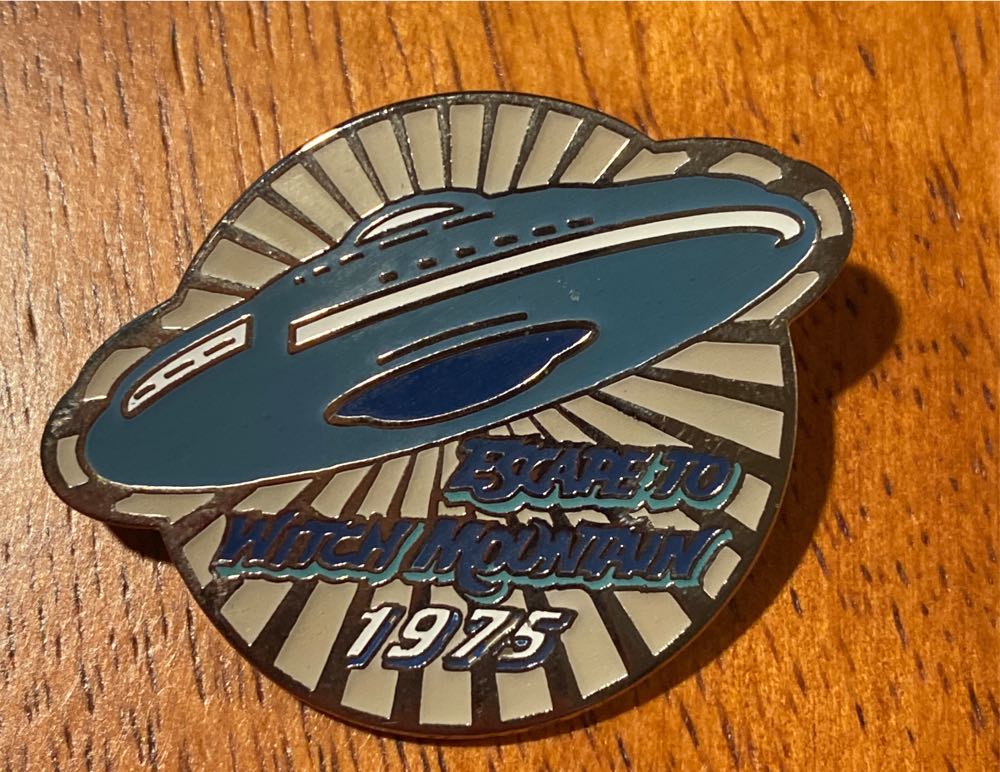 ESCAPE TO
WITCH MOUNTAIN
1975